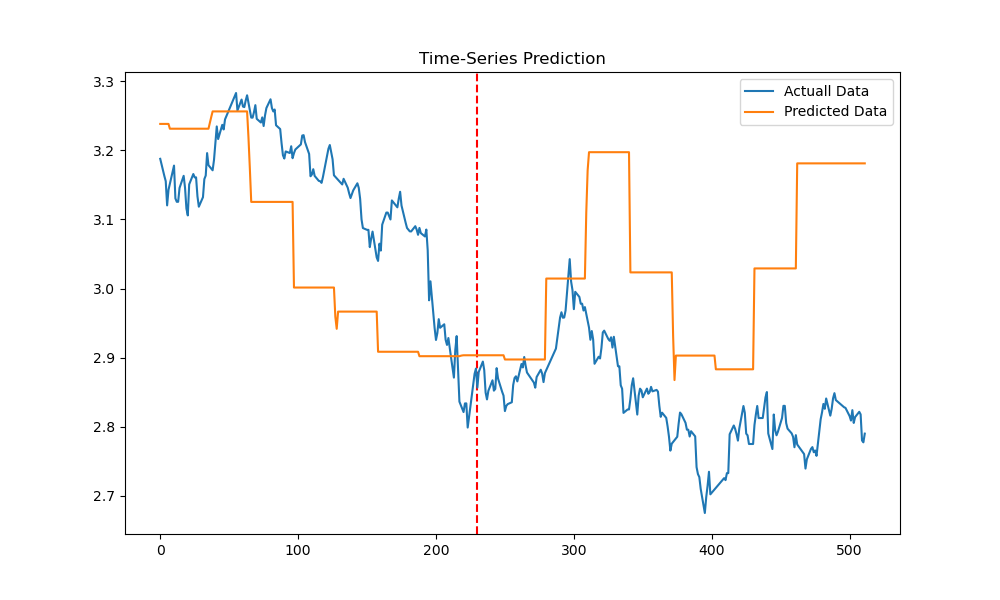 Time-Series Prediction
Actuall Data
Predicted Data
3.3
3.2
3.1
3.0
2.9
2.8
2.7
0 100 200 300 400 500